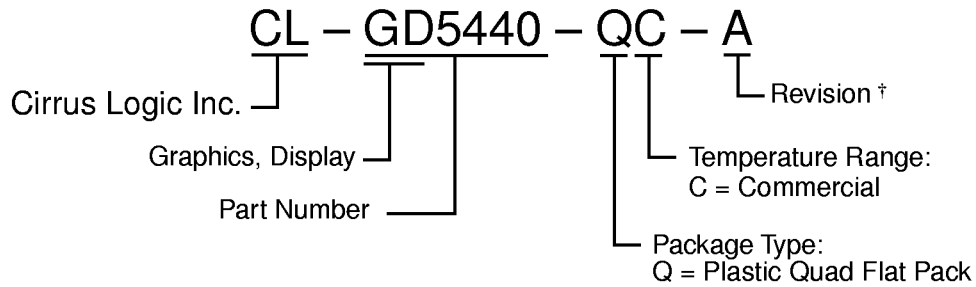 CL – GD5440 – QC – A
Cirrus Logic Inc.
Revision †
Graphics, Display
Temperature Range:
C = Commercial
Part Number
Package Type:
Q = Plastic Quad Flat Pack